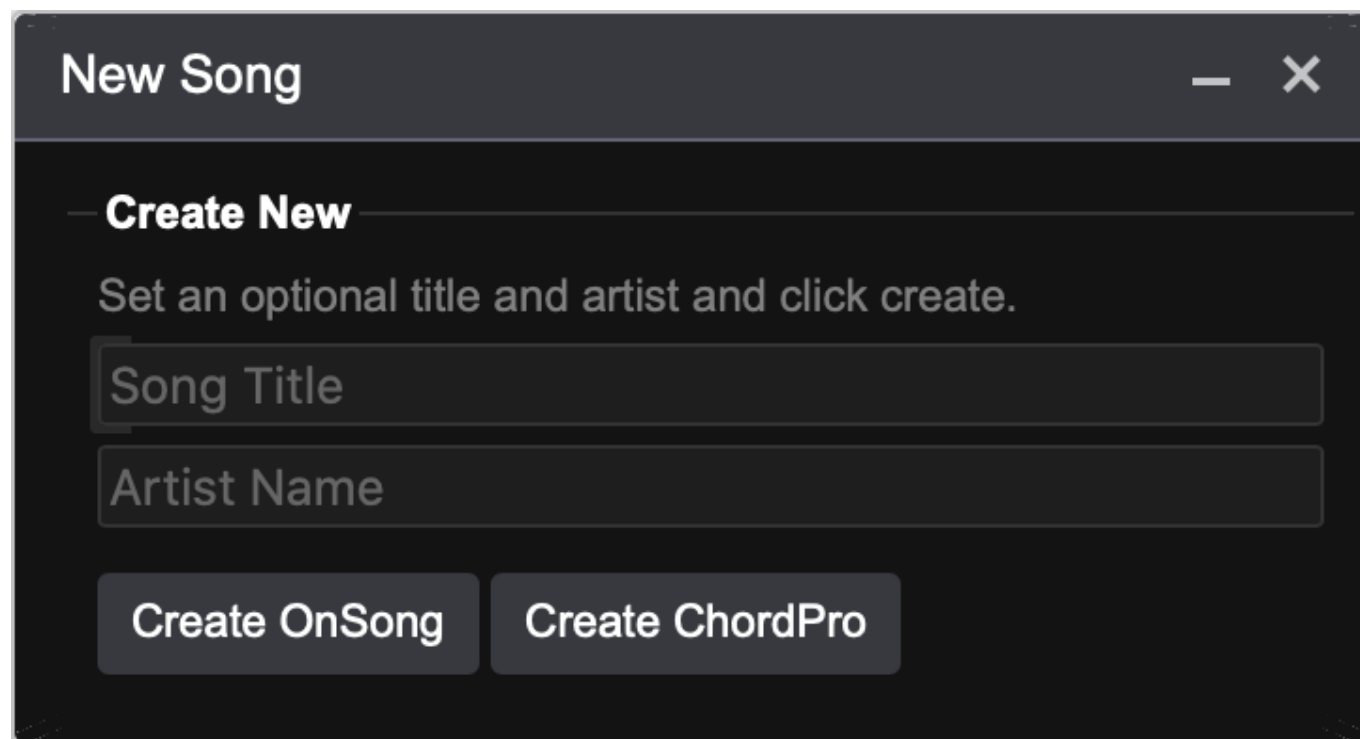 New Song
Create New
Set an optional title and artist and click create.
Song Title
Artist Name
Create OnSong Create ChordPro